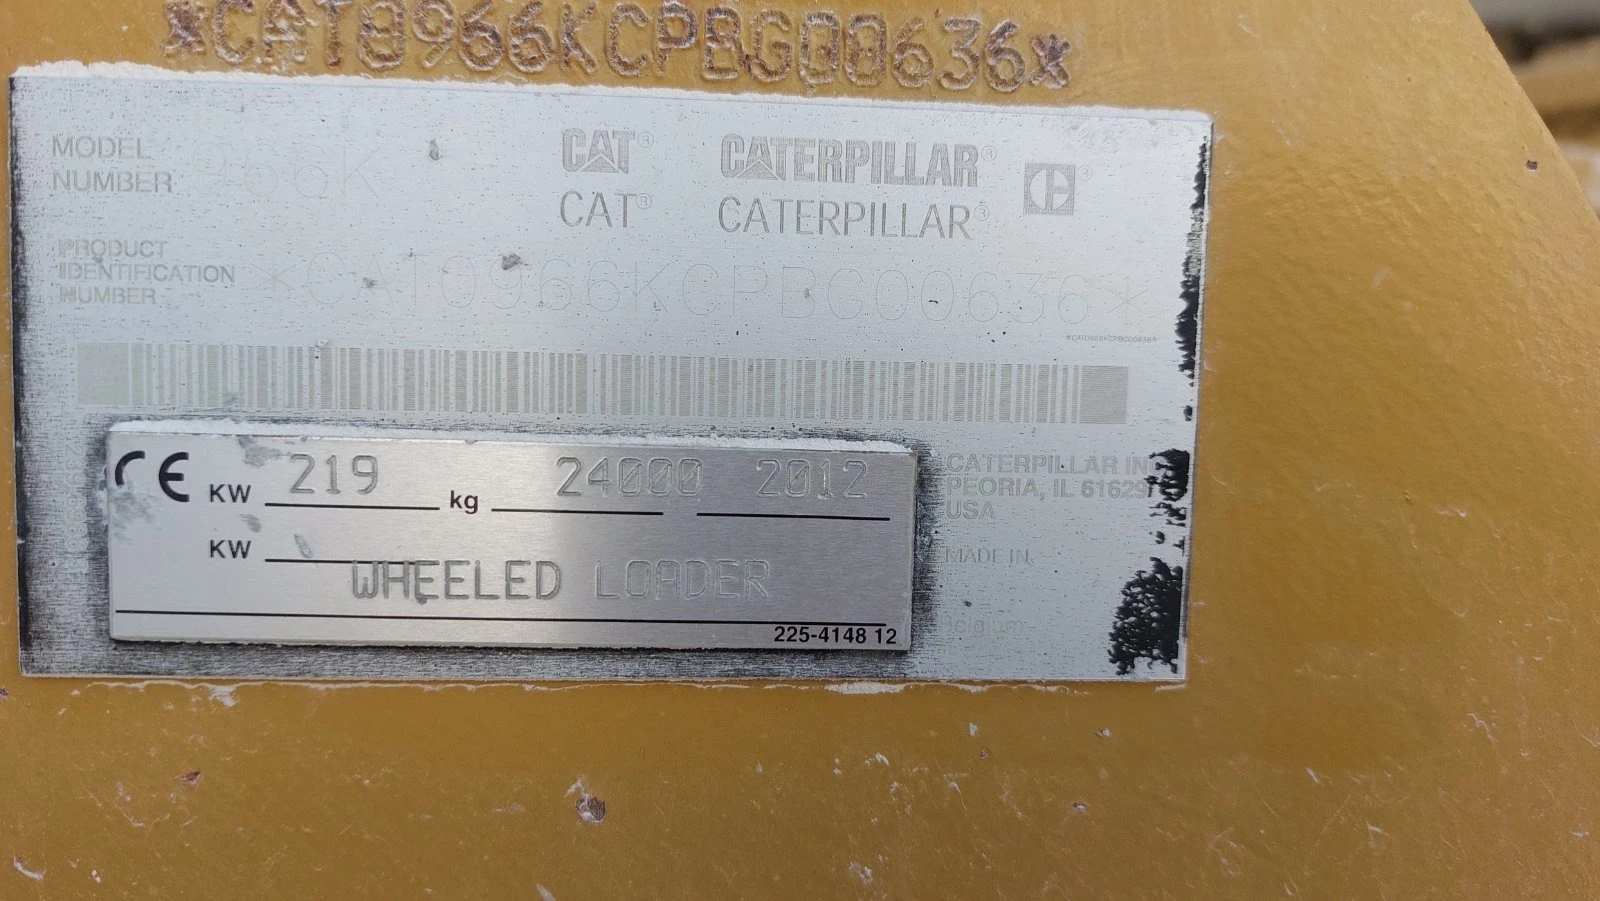 *CAT0966KCPBG00636*
MODEL
NUMBER 966K
CAT® CATERPILLAR®
CAT® CATERPILLAR®
PRODUCT
IDENTIFICATION
NUMBER
*CAT0966KCPBG00636*
*CAT0966KCPBG00636*
CE KW 219 kg 24000 2012
KW
WHEELED LOADER
225-4148 12
CATERPILLAR INC.
PEORIA, IL 61629
USA
MADE IN
Belgium